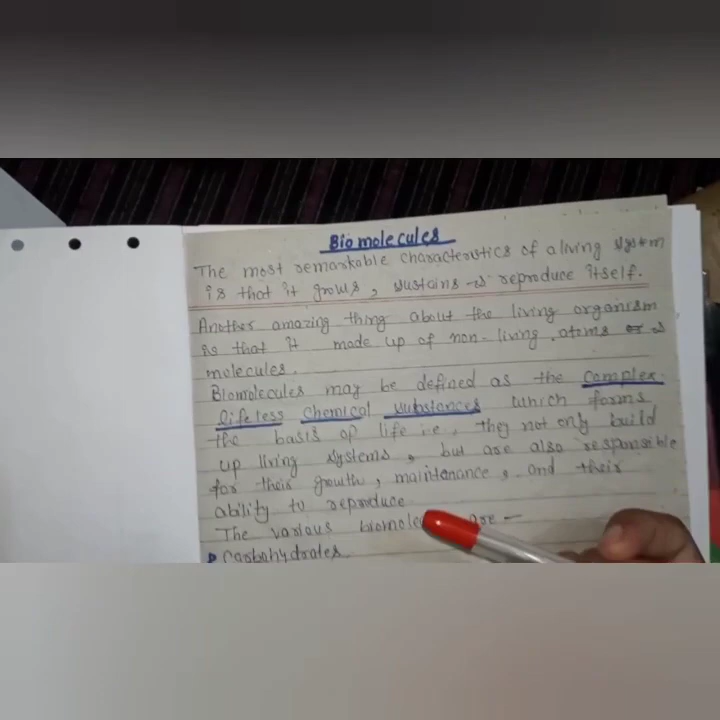 Biomolecules
The most remarkable characteristics of a living system
is that it grows, sustains & reproduce itself.
Another amazing thing about the living organism
is that it made up of non-living atoms &
molecules.
Biomolecules may be defined as the complex
lifeless chemical substances which forms
the basis of life i.e, they not only build
up living systems, but are also responsible
for their growth, maintenance, and their
ability to reproduce
The various are -
Carbohydrates